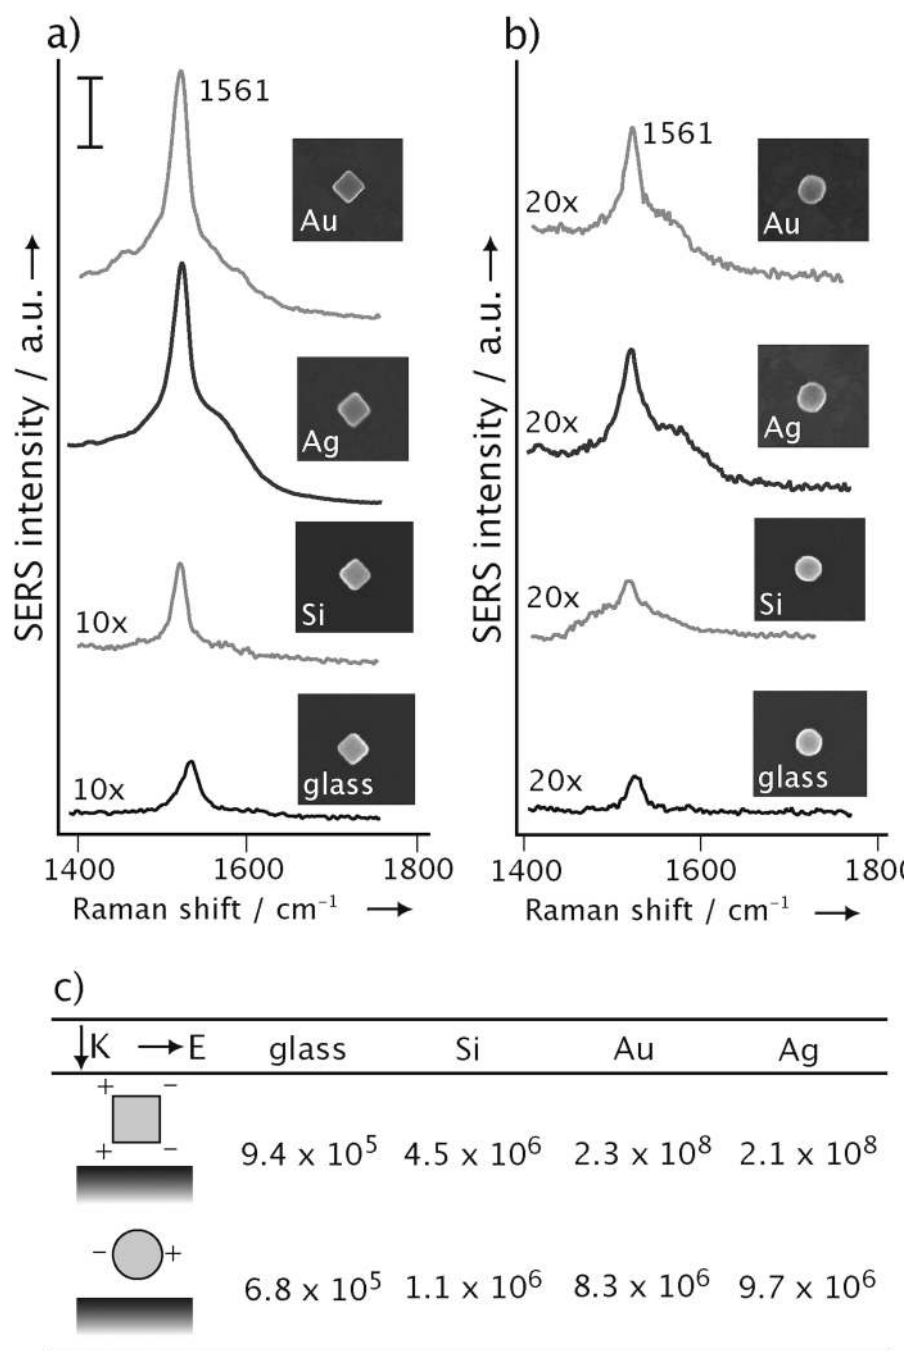 a)
1561
Au
Ag
10x
Si
10x
glass
SERS intensity / a.u.
1400 1600 1800
Raman shift / cm⁻¹
b)
1561
20x
Au
20x
Ag
20x
Si
20x
glass
SERS intensity / a.u.
1400 1600 1800
Raman shift / cm⁻¹
c)
↓K →E glass Si Au Ag
+ −
+ −
9.4 x 10⁵ 4.5 x 10⁶ 2.3 x 10⁸ 2.1 x 10⁸
− +
6.8 x 10⁵ 1.1 x 10⁶ 8.3 x 10⁶ 9.7 x 10⁶